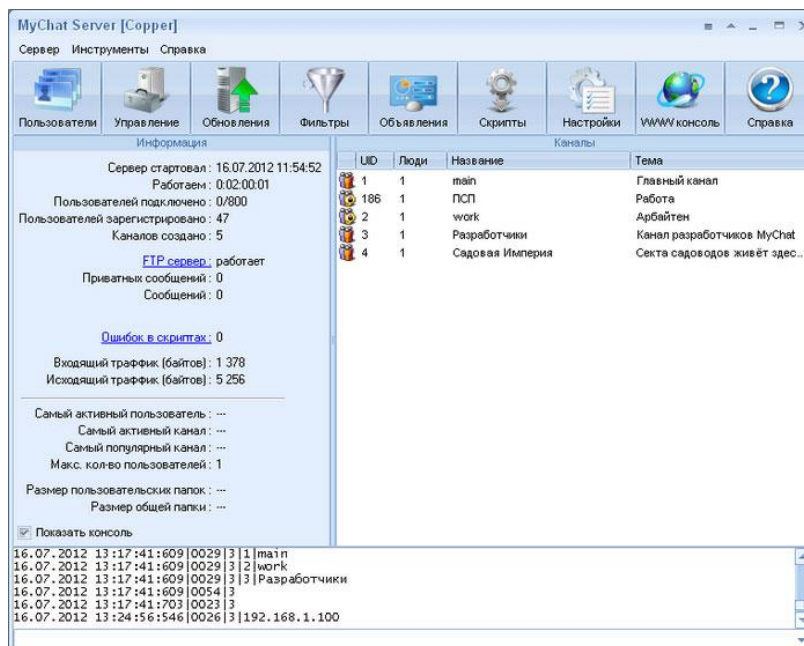 MyChat Server [Copper]
Сервер Инструменты Справка
Пользователи Управление Обновления Фильтры Объявления Скрипты Настройки WWW консоль Справка
Информация
Сервер стартовал : 16.07.2012 11:54:52
Работаем : 0:02:00:01
Пользователей подключено : 0/800
Пользователей зарегистрировано : 47
Каналов создано : 5
FTP сервер : работает
Приватных сообщений : 0
Сообщений : 0
Ошибок в скриптах : 0
Входящий траффик (байтов) : 1 378
Исходящий траффик (байтов) : 5 256
Самый активный пользователь : ---
Самый активный канал : ---
Самый популярный канал : ---
Макс. кол-во пользователей : 1
Размер пользовательских папок : ---
Размер общей папки : ---
Показать консоль
Каналы
UID Люди Название Тема
1 1 main Главный канал
186 1 ПСП Работа
2 1 work Арбайтен
3 1 Разработчики Канал разработчиков MyChat
4 1 Садовая Империя Секта садоводов живёт здес...
16.07.2012 13:17:41:609|0029|3|1|main
16.07.2012 13:17:41:609|0029|3|2|work
16.07.2012 13:17:41:609|0029|3|3|Разработчики
16.07.2012 13:17:41:609|0054|3
16.07.2012 13:17:41:703|0023|3
16.07.2012 13:24:56:546|0026|3|192.168.1.100